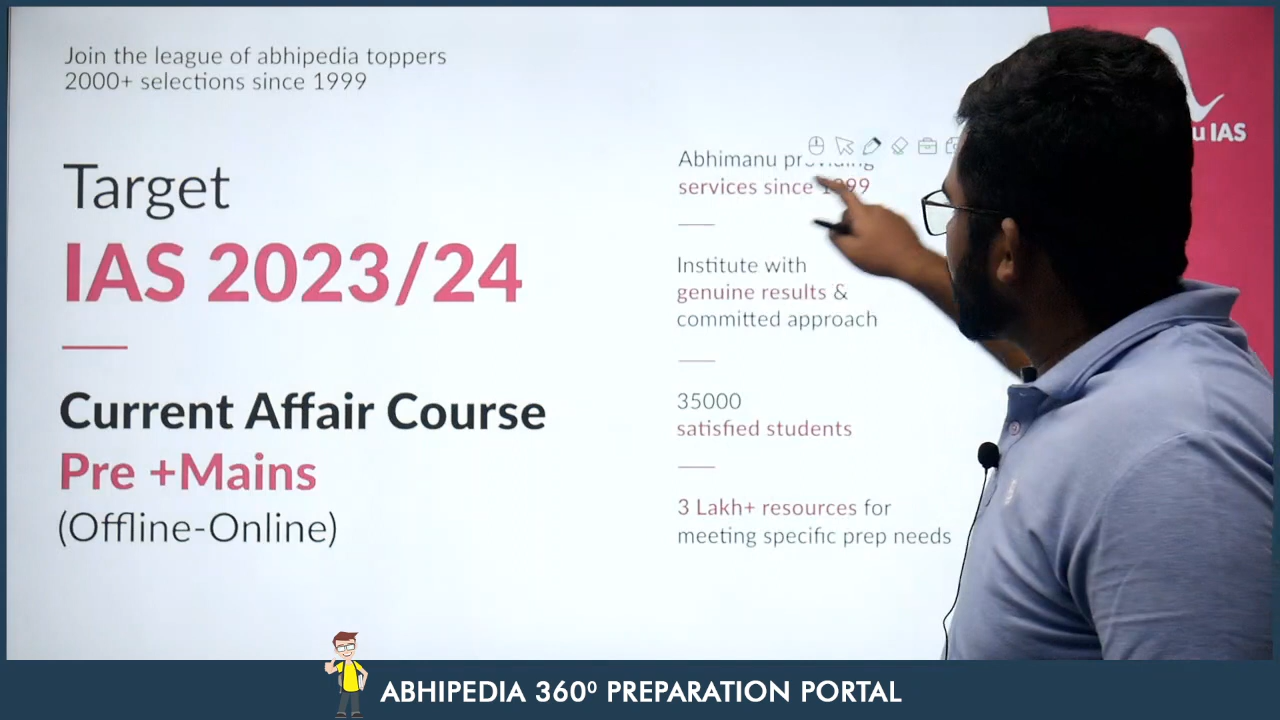 Join the league of abhipedia toppers
2000+ selections since 1999
Target
IAS 2023/24
Current Affair Course
Pre +Mains
(Offline-Online)
Abhimanu providing
services since 1999
Institute with
genuine results &
committed approach
35000
satisfied students
3 Lakh+ resources for
meeting specific prep needs
u IAS
ABHIPEDIA 360⁰ PREPARATION PORTAL